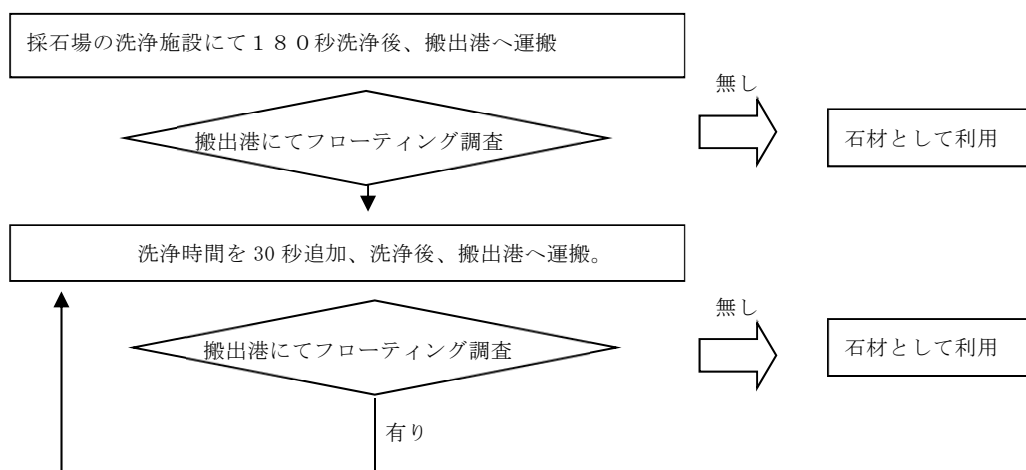 採石場の洗浄施設にて１８０秒洗浄後、搬出港へ運搬
無し
搬出港にてフローティング調査
石材として利用
洗浄時間を 30 秒追加、洗浄後、搬出港へ運搬。
無し
搬出港にてフローティング調査
石材として利用
有り